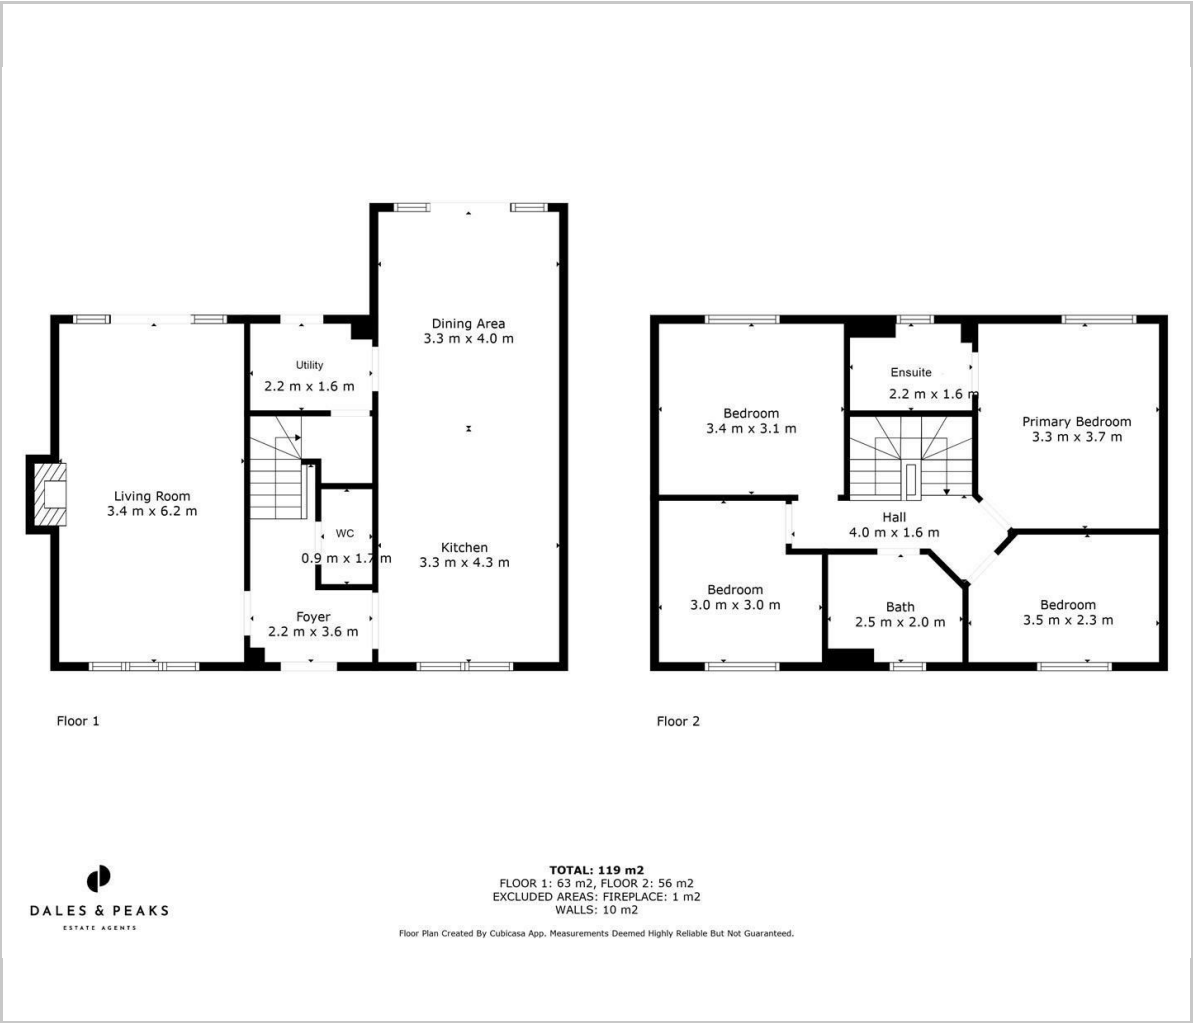 Dining Area
3.3 m x 4.0 m
Utility
2.2 m x 1.6 m
Living Room
3.4 m x 6.2 m
WC
0.9 m x 1.7 m
Kitchen
3.3 m x 4.3 m
Foyer
2.2 m x 3.6 m
Floor 1
Ensuite
2.2 m x 1.6 m
Bedroom
3.4 m x 3.1 m
Primary Bedroom
3.3 m x 3.7 m
Hall
4.0 m x 1.6 m
Bedroom
3.0 m x 3.0 m
Bath
2.5 m x 2.0 m
Bedroom
3.5 m x 2.3 m
Floor 2
DALES & PEAKS
ESTATE AGENTS
TOTAL: 119 m2
FLOOR 1: 63 m2, FLOOR 2: 56 m2
EXCLUDED AREAS: FIREPLACE: 1 m2
WALLS: 10 m2
Floor Plan Created By Cubicasa App. Measurements Deemed Highly Reliable But Not Guaranteed.